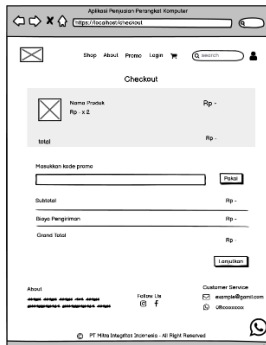 Aplikasi Penjualan Perangkat Komputer
https://localhost/checkout
Shop About Promo Login search
Checkout
Nama Produk Rp -
Rp - x 2
total Rp -
Masukkan kode promo
Pakai
Subtotal Rp -
Biaya Pengiriman Rp -
Grand Total Rp -
Lanjutkan
About Follow Us Customer Service
example@gamil.com
08xxxxxxxx
© PT Mitra Integritas Indonesia - All Right Reserved